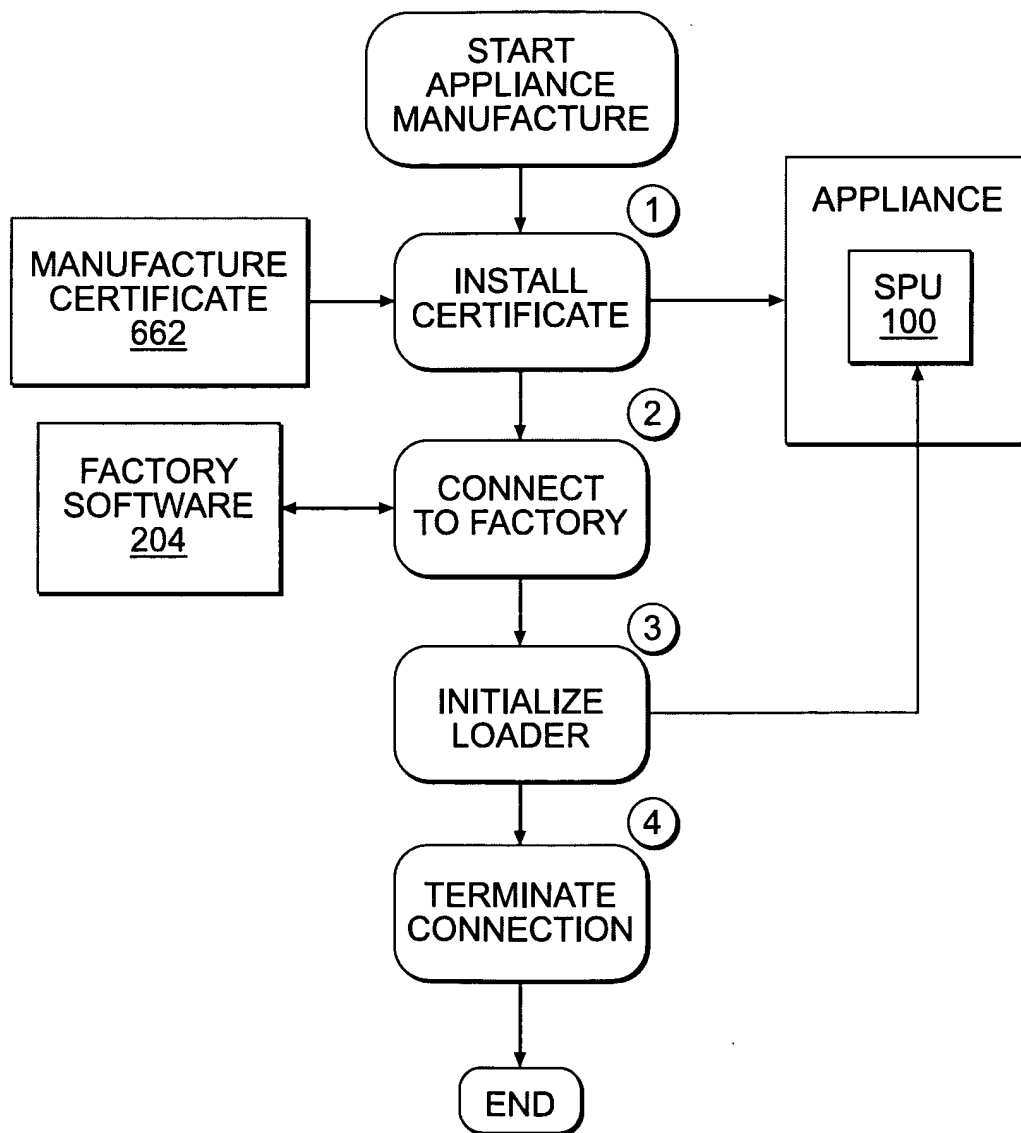 START
APPLIANCE
MANUFACTURE
1
APPLIANCE
MANUFACTURE
CERTIFICATE
662
INSTALL
CERTIFICATE
SPU
100
2
FACTORY
SOFTWARE
204
CONNECT
TO FACTORY
3
INITIALIZE
LOADER
4
TERMINATE
CONNECTION
END